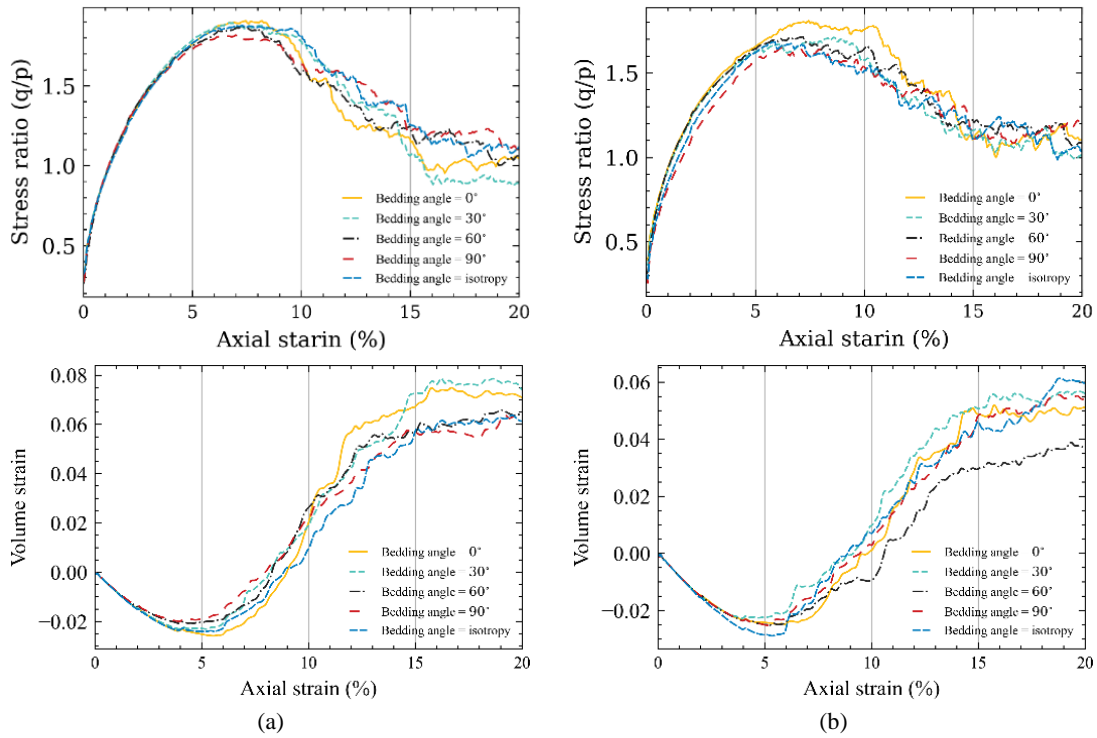 Stress ratio (q/p)
1.5
1.0
0.5
Bedding angle = 0°
Bedding angle = 30°
Bedding angle = 60°
Bedding angle = 90°
Bedding angle = isotropy
0 5 10 15 20
Axial starin (%)
Stress ratio (q/p)
2.0
1.5
1.0
0.5
Bedding angle 0°
Bedding angle = 30°
Bedding angle 60°
Bedding angle = 90°
Bedding angle isotropy
0 5 10 15 20
Axial starin (%)
Volume strain
0.08
0.06
0.04
0.02
0.00
−0.02
Bedding angle 0°
Bedding angle = 30°
Bedding angle = 60°
Bedding angle = 90°
Bedding angle = isotropy
0 5 10 15 20
Axial strain (%)
(a)
Volume strain
0.06
0.04
0.02
0.00
−0.02
Bedding angle 0°
Bedding angle = 30°
Bedding angle = 60°
Bedding angle = 90°
Bedding angle = isotropy
0 5 10 15 20
Axial strain (%)
(b)